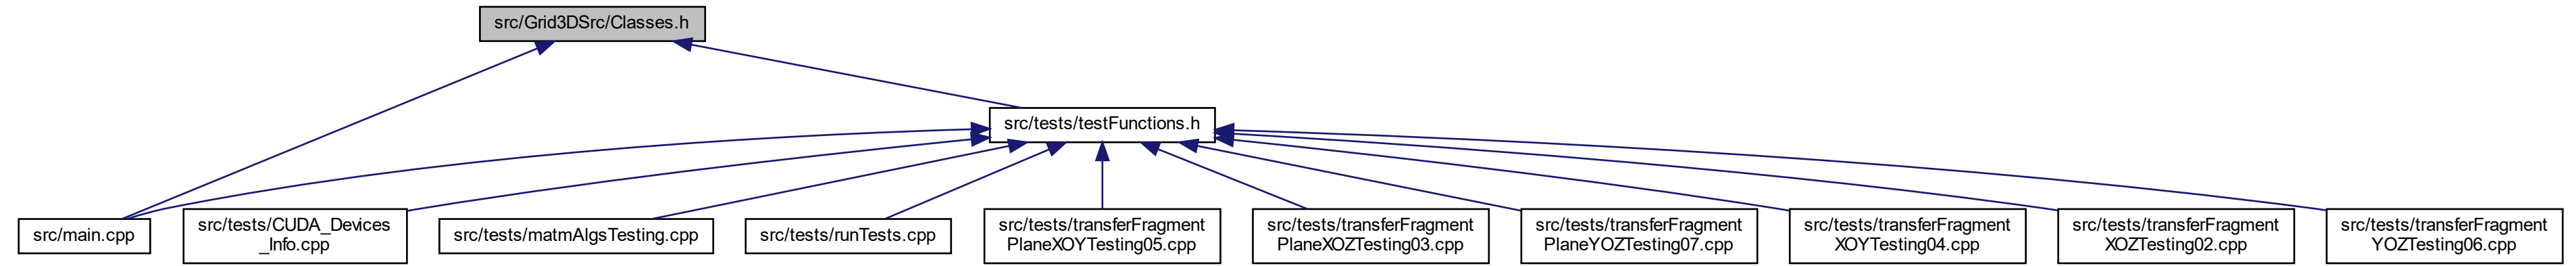 src/Grid3DSrc/Classes.h
src/tests/testFunctions.h
src/main.cpp
src/tests/CUDA_Devices
_Info.cpp
src/tests/matmAlgsTesting.cpp
src/tests/runTests.cpp
src/tests/transferFragment
PlaneXOYTesting05.cpp
src/tests/transferFragment
PlaneXOZTesting03.cpp
src/tests/transferFragment
PlaneYOZTesting07.cpp
src/tests/transferFragment
XOYTesting04.cpp
src/tests/transferFragment
XOZTesting02.cpp
src/tests/transferFragment
YOZTesting06.cpp